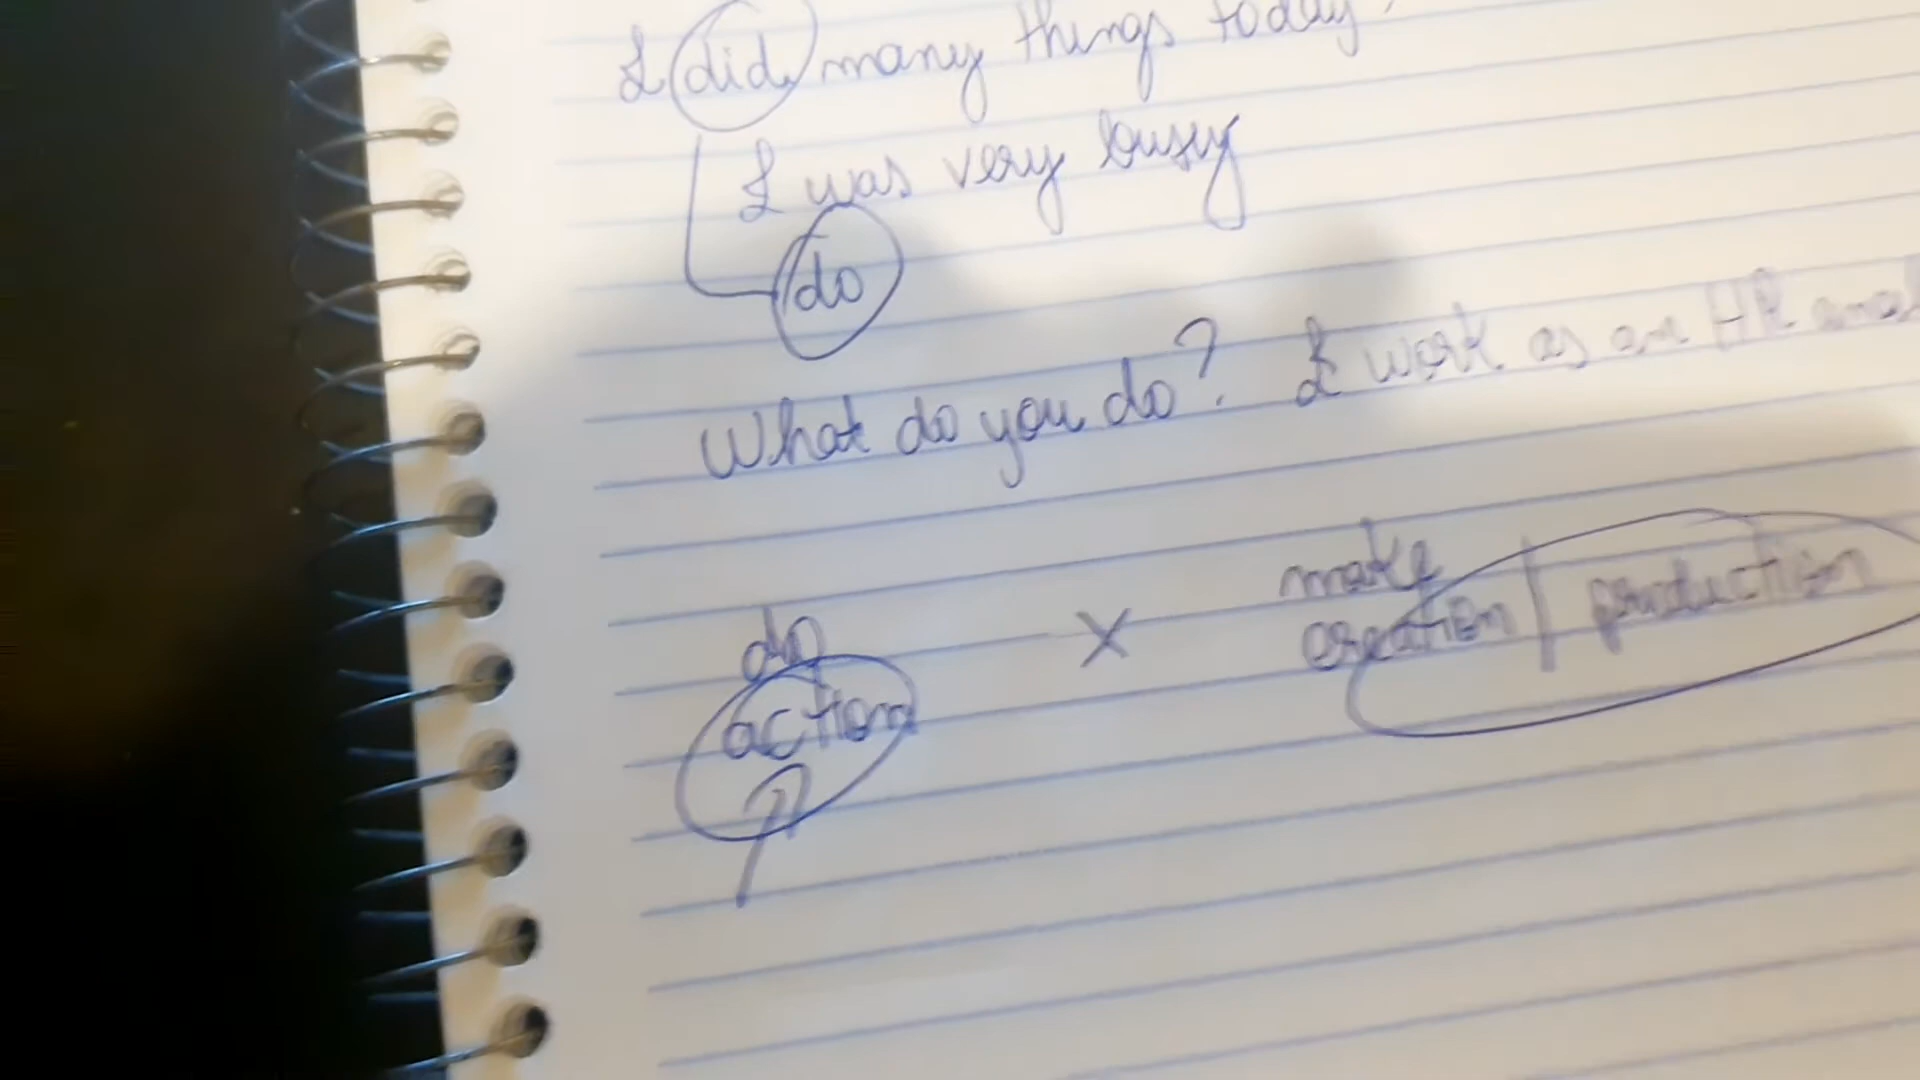 I did many things today.
I was very busy
do
What do you do? I work as an HR
do X make
action creation | production